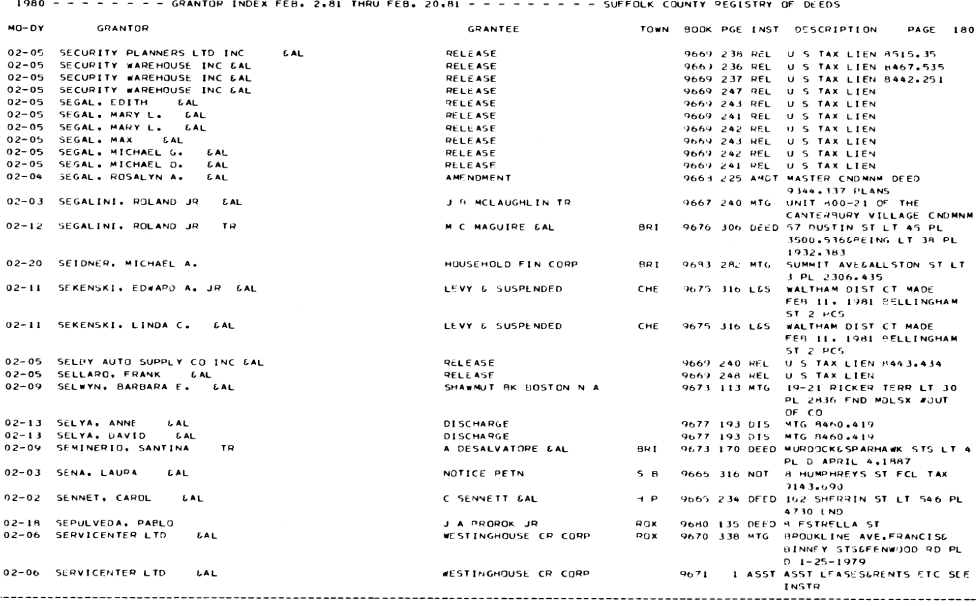 1980 - - - - - - - - GRANTOR INDEX FEB. 2,81 THRU FEB. 20,81 - - - - - - - - - SUFFOLK COUNTY REGISTRY OF DEEDS
MO-DY GRANTOR GRANTEE TOWN BOOK PGE INST DESCRIPTION PAGE 180
02-05 SECURITY PLANNERS LTD INC &AL RELEASE 9669 238 REL U S TAX LIEN 8515.35
02-05 SECURITY WAREHOUSE INC &AL RELEASE 9669 236 REL U S TAX LIEN 8467.535
02-05 SECURITY WAREHOUSE INC &AL RELEASE 9669 237 REL U S TAX LIEN 8442.251
02-05 SECURITY WAREHOUSE INC &AL RELEASE 9669 247 REL U S TAX LIEN
02-05 SEGAL, EDITH &AL RELEASE 9669 243 REL U S TAX LIEN
02-05 SEGAL, MARY L. &AL RELEASE 9669 241 REL U S TAX LIEN
02-05 SEGAL, MARY L. &AL RELEASE 9669 242 REL U S TAX LIEN
02-05 SEGAL, MAX &AL RELEASE 9669 243 REL U S TAX LIEN
02-05 SEGAL, MICHAEL G. &AL RELEASE 9669 242 REL U S TAX LIEN
02-05 SEGAL, MICHAEL O. &AL RELEASE 9669 241 REL U S TAX LIEN
02-04 SEGAL, ROSALYN A. &AL AMENDMENT 9668 225 AMDT MASTER CNDMNM DEED
9344.337 PLANS
02-03 SEGALINI, ROLAND JR &AL J R MCLAUGHLIN TR 9667 240 MTG UNIT #00-21 OF THE
CANTERBURY VILLAGE CNDMNM
02-12 SEGALINI, ROLAND JR TR M C MAGUIRE &AL BRI 9676 306 DEED 57 DUSTIN ST LT 45 PL
3500.536&BEING LT 38 PL
1932.383
02-20 SEIDNER, MICHAEL A. HOUSEHOLD FIN CORP BRI 9683 282 MTG SUMMIT AVE&ALLSTON ST LT
3 PL 2306.435
02-11 SEKENSKI, EDWARD A. JR &AL LEVY & SUSPENDED CHE 9675 316 L&S WALTHAM DIST CT MADE
FEB 11, 1981 BELLINGHAM
ST 2 PCS
02-11 SEKENSKI, LINDA C. &AL LEVY & SUSPENDED CHE 9675 316 L&S WALTHAM DIST CT MADE
FEB 11, 1981 BELLINGHAM
ST 2 PCS
02-05 SELBY AUTO SUPPLY CO INC &AL RELEASE 9669 240 REL U S TAX LIEN 8443.434
02-05 SELLARO, FRANK &AL RELEASE 9669 248 REL U S TAX LIEN
02-09 SELWYN, BARBARA E. &AL SHAWMUT BK BOSTON N A 9673 113 MTG 19-21 RICKER TERR LT 30
PL 2836 END MDLSX #OUT
OF CO
02-13 SELYA, ANNE &AL DISCHARGE 9677 193 DIS MTG 8460.419
02-13 SELYA, DAVID &AL DISCHARGE 9677 193 DIS MTG 8460.419
02-09 SEMINERIO, SANTINA TR A DESALVATORE &AL BRI 9673 170 DEED MURDOCK&SPARHAWK STS LT 4
PL D APRIL 4,1887
02-03 SENA, LAURA &AL NOTICE PETN S B 9666 316 NOT 8 HUMPHREYS ST FCL TAX
9143.690
02-02 SENNET, CAROL &AL C SENNETT &AL H P 9665 234 DEED 162 SHERRIN ST LT 546 PL
4730 END
02-18 SEPULVEDA, PABLO J A PROROK JR ROX 9680 135 DEED 8 ESTRELLA ST
02-06 SERVICENTER LTD &AL WESTINGHOUSE CR CORP ROX 9670 338 MTG BROOKLINE AVE,FRANCIS&
BINNEY STS&FENWOOD RD PL
D 1-25-1979
02-06 SERVICENTER LTD &AL WESTINGHOUSE CR CORP 9671 1 ASST ASST LEASES&RENTS ETC SEE
INSTR